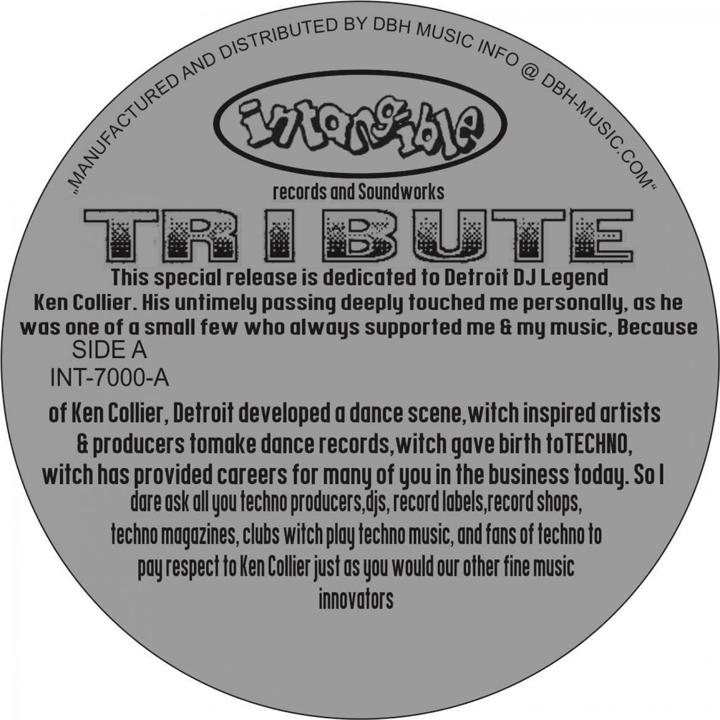 „MANUFACTURED AND DISTRIBUTED BY DBH MUSIC INFO @ DBH-MUSIC.COM“
intangible
records and Soundworks
TRIBUTE
This special release is dedicated to Detroit DJ Legend
Ken Collier. His untimely passing deeply touched me personally, as he
was one of a small few who always supported me & my music, Because
SIDE A
INT-7000-A
of Ken Collier, Detroit developed a dance scene,witch inspired artists
& producers tomake dance records,witch gave birth toTECHNO,
witch has provided careers for many of you in the business today. So I
dare ask all you techno producers,djs, record labels,record shops,
techno magazines, clubs witch play techno music, and fans of techno to
pay respect to Ken Collier just as you would our other fine music
innovators